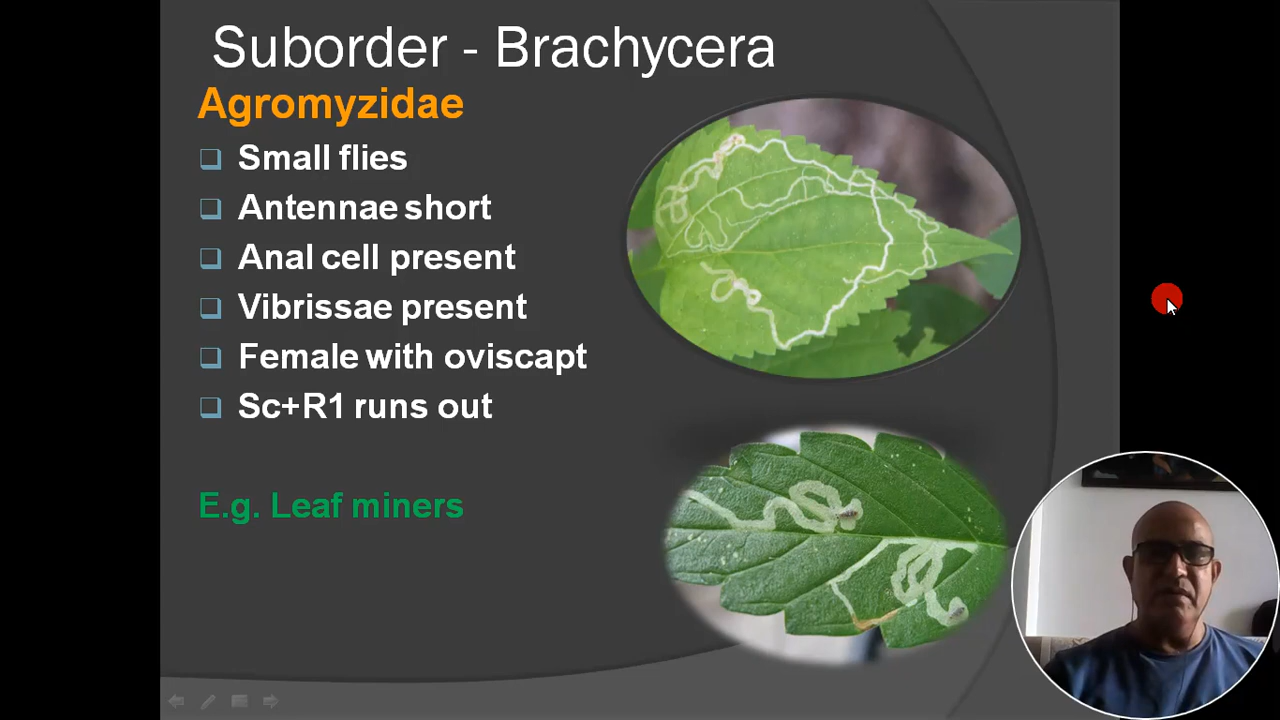 Suborder - Brachycera
Agromyzidae
Small flies
Antennae short
Anal cell present
Vibrissae present
Female with oviscapt
Sc+R1 runs out
E.g. Leaf miners